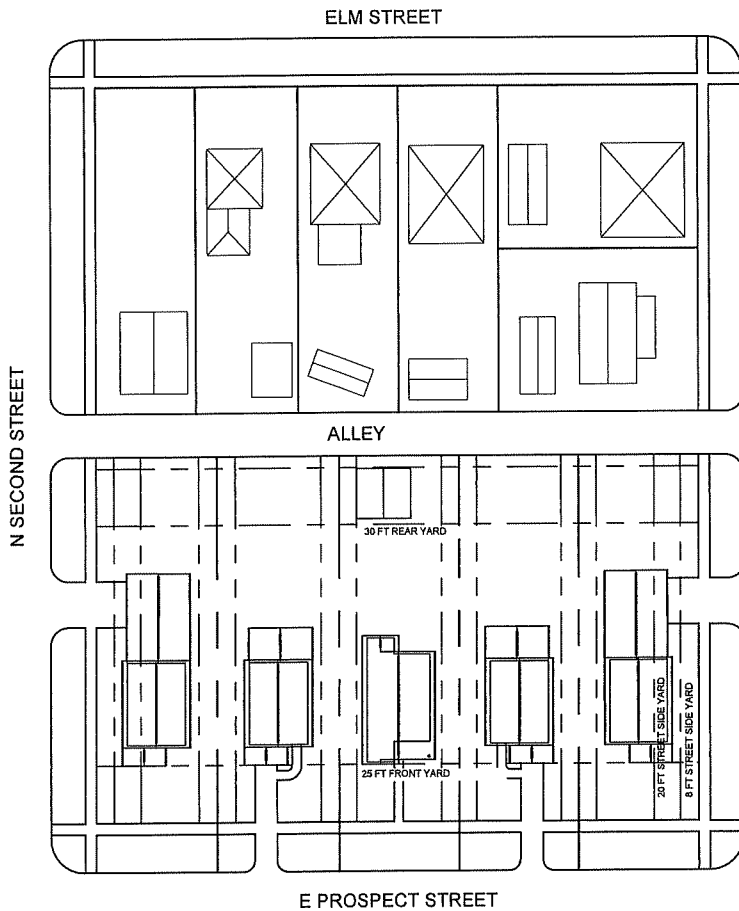 ELM STREET
N SECOND STREET
ALLEY
30 FT REAR YARD
20 FT STREET SIDE YARD
8 FT STREET SIDE YARD
25 FT FRONT YARD
E PROSPECT STREET